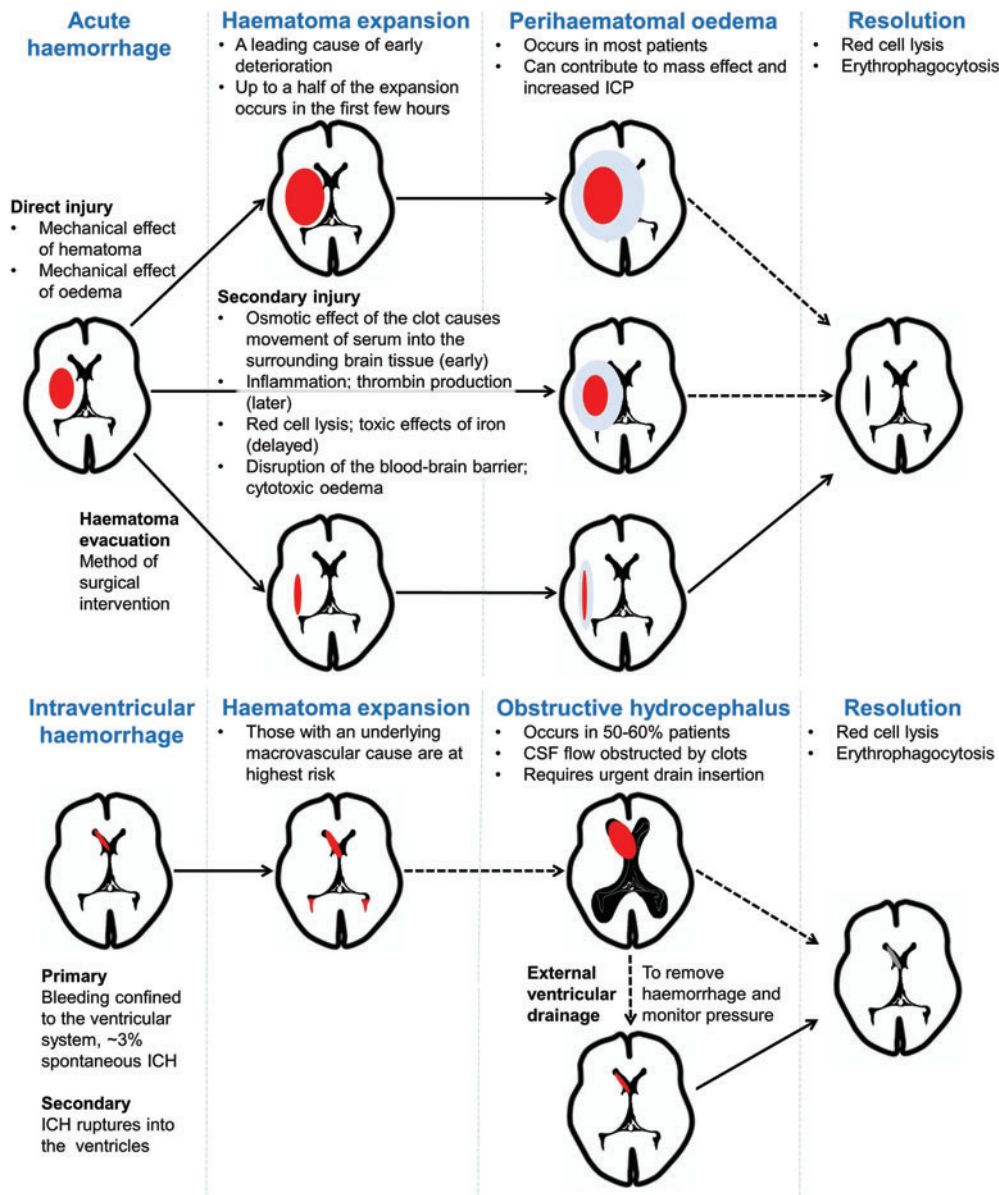 Acute
haemorrhage
Haematoma expansion
• A leading cause of early
deterioration
• Up to a half of the expansion
occurs in the first few hours
Perihaematomal oedema
• Occurs in most patients
• Can contribute to mass effect and
increased ICP
Resolution
• Red cell lysis
• Erythrophagocytosis
Direct injury
• Mechanical effect
of hematoma
• Mechanical effect
of oedema
Secondary injury
• Osmotic effect of the clot causes
movement of serum into the
surrounding brain tissue (early)
• Inflammation; thrombin production
(later)
• Red cell lysis; toxic effects of iron
(delayed)
• Disruption of the blood-brain barrier;
cytotoxic oedema
Haematoma
evacuation
Method of
surgical
intervention
Intraventricular
haemorrhage
Haematoma expansion
• Those with an underlying
macrovascular cause are at
highest risk
Obstructive hydrocephalus
• Occurs in 50-60% patients
• CSF flow obstructed by clots
• Requires urgent drain insertion
Resolution
• Red cell lysis
• Erythrophagocytosis
Primary
Bleeding confined
to the ventricular
system, ~3%
spontaneous ICH
Secondary
ICH ruptures into
the ventricles
External
ventricular
drainage
To remove
haemorrhage and
monitor pressure